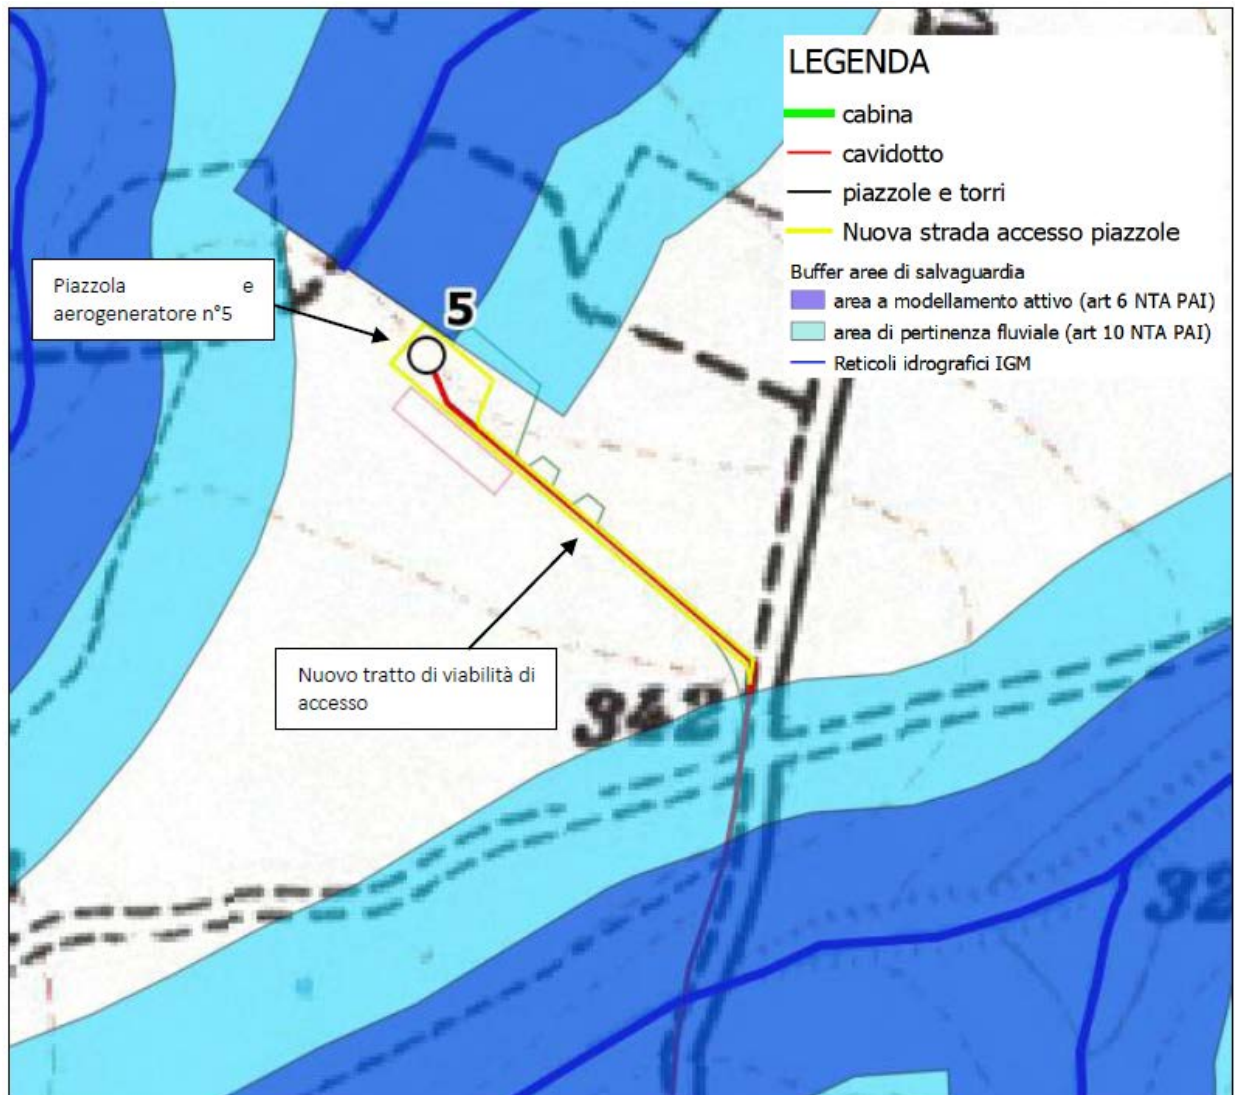 LEGENDA
cabina
cavidotto
piazzole e torri
Nuova strada accesso piazzole
Buffer aree di salvaguardia
area a modellamento attivo (art 6 NTA PAI)
area di pertinenza fluviale (art 10 NTA PAI)
Reticoli idrografici IGM
Piazzola e
aerogeneratore n°5
5
Nuovo tratto di viabilità di
accesso
342
32